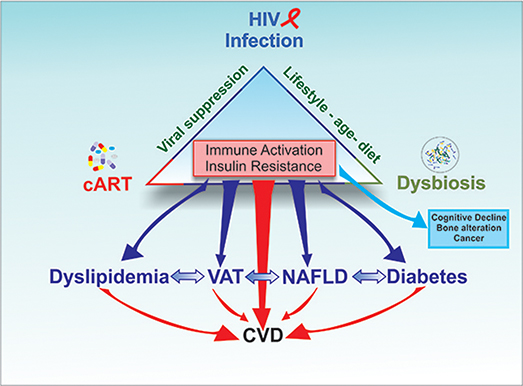 HIV
Infection
Viral suppression
Lifestyle - age- diet
Immune Activation
Insulin Resistance
cART
Dysbiosis
Cognitive Decline
Bone alteration
Cancer
Dyslipidemia
VAT
NAFLD
Diabetes
CVD